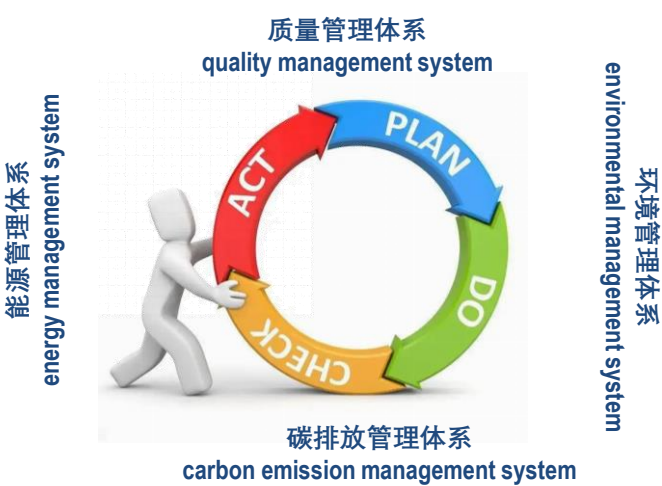 质量管理体系
quality management system
能源管理体系
energy management system
PLAN
DO
CHECK
ACT
环境管理体系
environmental management system
碳排放管理体系
carbon emission management system